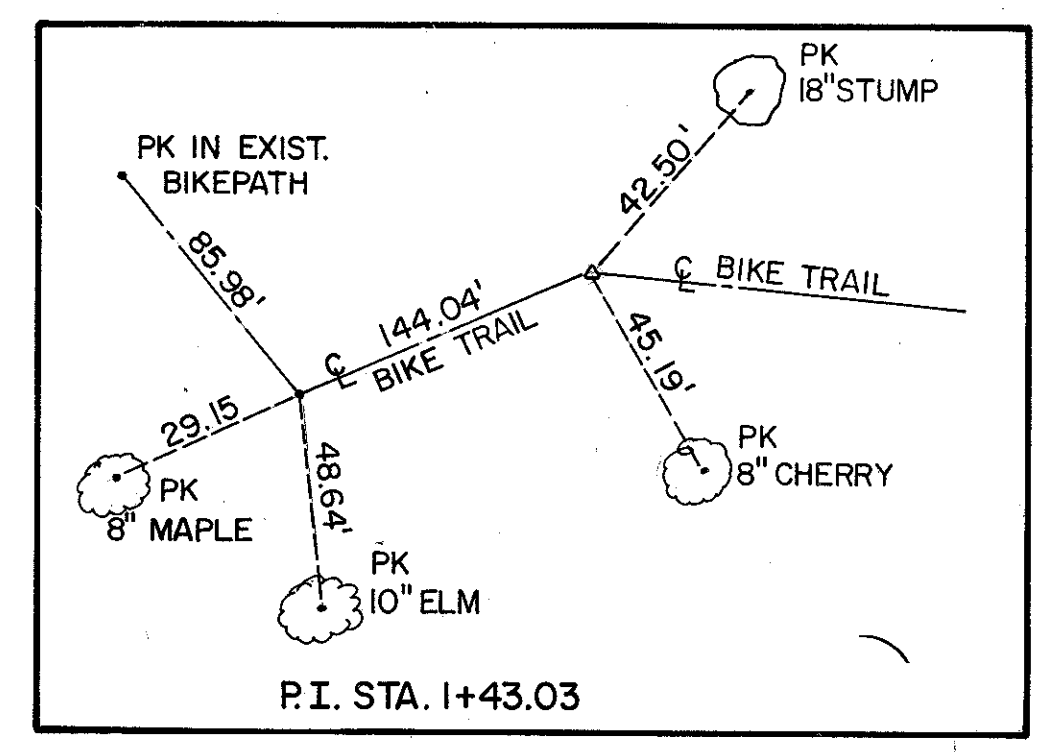 PK
18" STUMP
PK IN EXIST.
BIKEPATH
42.50'
85.98'
℄ BIKE TRAIL
144.04'
℄ BIKE TRAIL
45.19'
29.15
48.64'
PK
8" CHERRY
PK
8" MAPLE
PK
10" ELM
P.I. STA. 1+43.03